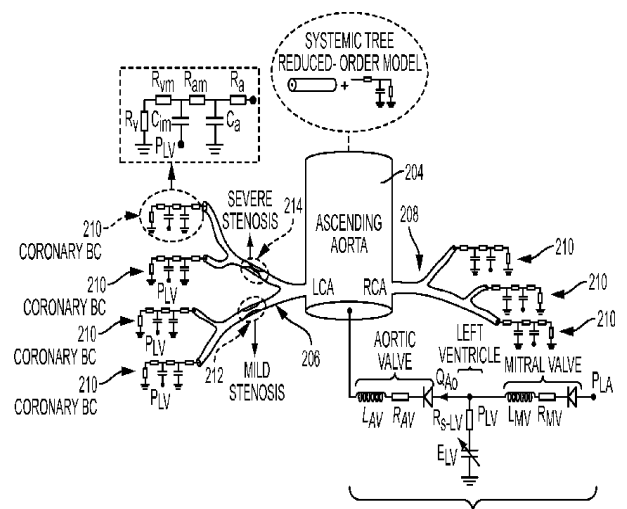 SYSTEMIC TREE
REDUCED- ORDER MODEL
+
Rvm Ram Ra
Rv Cim Ca
PLV
204
SEVERE
STENOSIS
214
208
ASCENDING
AORTA
LCA RCA
210
CORONARY BC
210
PLV
CORONARY BC
210
PLV
CORONARY BC
210
PLV
CORONARY BC
210
210
210
212
206
MILD
STENOSIS
AORTIC
VALVE
LEFT
VENTRICLE
MITRAL VALVE
QAo
PLA
LAV RAV
RS-LV PLV
LMV RMV
ELV